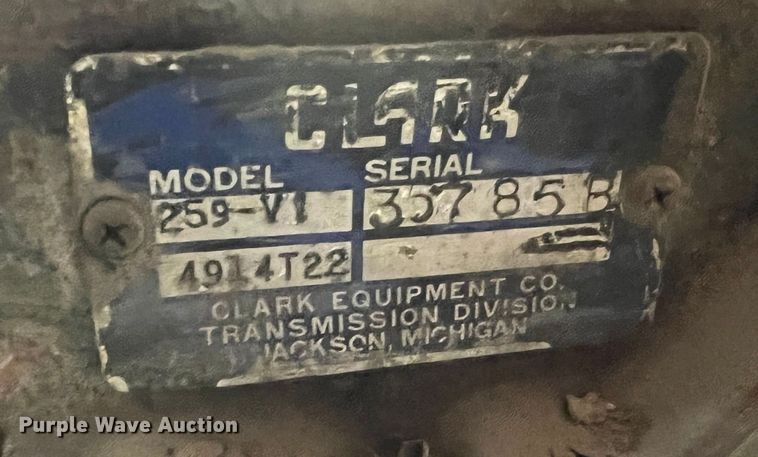 CLARK
MODEL SERIAL
259-V1 357 85 B
4914T22
CLARK EQUIPMENT CO.
TRANSMISSION DIVISION
JACKSON, MICHIGAN
Purple Wave Auction